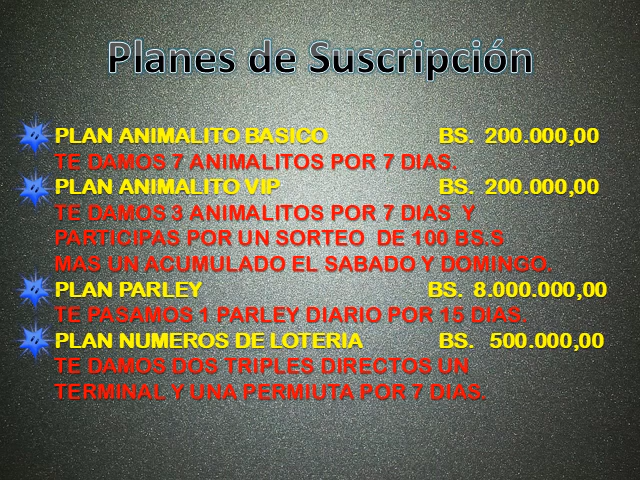 Planes de Suscripción
PLAN ANIMALITO BASICO BS. 200.000,00
TE DAMOS 7 ANIMALITOS POR 7 DIAS.
PLAN ANIMALITO VIP BS. 200.000,00
TE DAMOS 3 ANIMALITOS POR 7 DIAS Y
PARTICIPAS POR UN SORTEO DE 100 BS.S
MAS UN ACUMULADO EL SABADO Y DOMINGO.
PLAN PARLEY BS. 8.000.000,00
TE PASAMOS 1 PARLEY DIARIO POR 15 DIAS.
PLAN NUMEROS DE LOTERIA BS. 500.000,00
TE DAMOS DOS TRIPLES DIRECTOS UN
TERMINAL Y UNA PERMIUTA POR 7 DIAS.